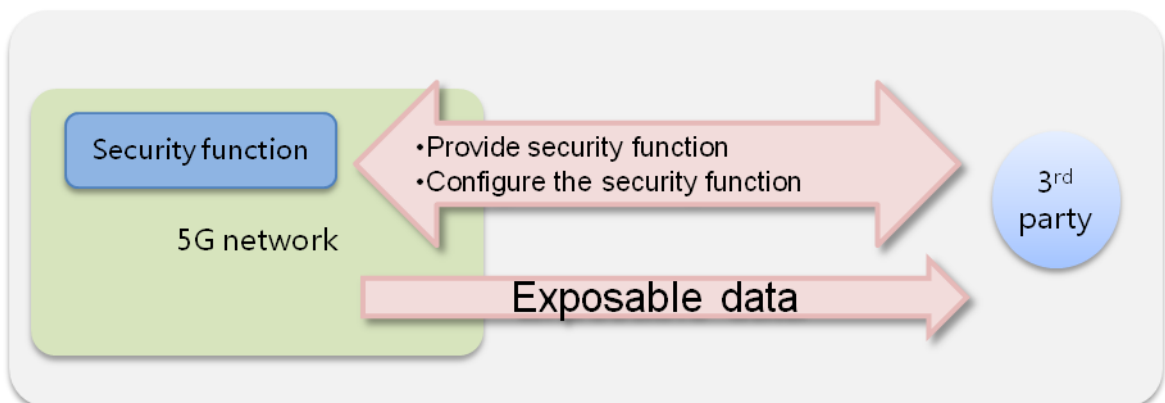 Security function
5G network
•Provide security function
•Configure the security function
Exposable data
3rd
party